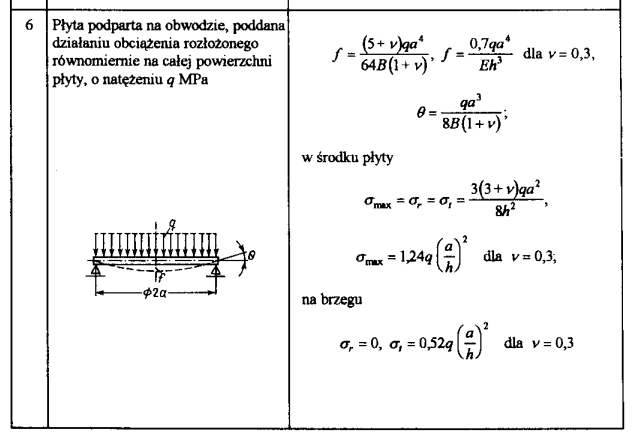 6
Płyta podparta na obwodzie, poddana
działaniu obciążenia rozłożonego
równomiernie na całej powierzchni
płyty, o natężeniu q MPa
q
θ
f
ϕ2a
f = (5 + ν)qa⁴ / 64B(1 + ν), f = 0,7qa⁴ / Eh³ dla ν = 0,3,
θ = qa³ / 8B(1 + ν);
w środku płyty
σmax = σr = σt = 3(3 + ν)qa² / 8h²,
σmax = 1,24q (a/h)² dla ν = 0,3;
na brzegu
σr = 0, σt = 0,52q (a/h)² dla ν = 0,3